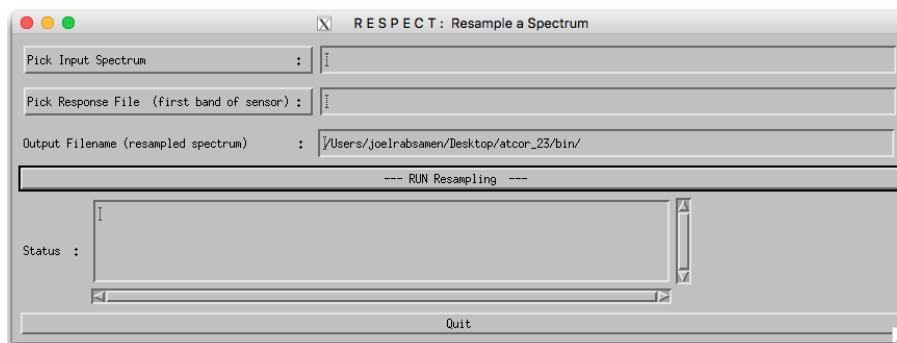 R E S P E C T : Resample a Spectrum
Pick Input Spectrum :
Pick Response File (first band of sensor) :
Output Filename (resampled spectrum) : /Users/joelrabsamen/Desktop/atcor_23/bin/
--- RUN Resampling ---
Status :
Quit